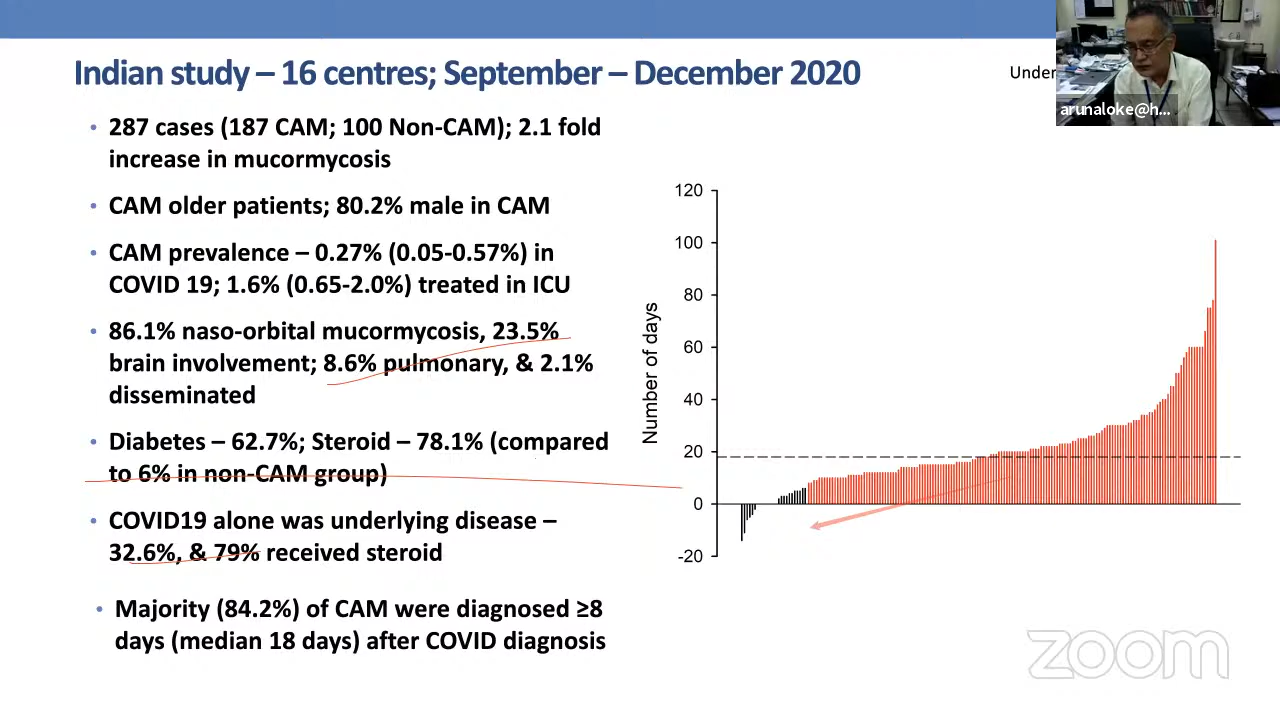 Indian study – 16 centres; September – December 2020
Under
arunaloke@h...
• 287 cases (187 CAM; 100 Non-CAM); 2.1 fold
increase in mucormycosis
• CAM older patients; 80.2% male in CAM
• CAM prevalence – 0.27% (0.05-0.57%) in
COVID 19; 1.6% (0.65-2.0%) treated in ICU
• 86.1% naso-orbital mucormycosis, 23.5%
brain involvement; 8.6% pulmonary, & 2.1%
disseminated
• Diabetes – 62.7%; Steroid – 78.1% (compared
to 6% in non-CAM group)
• COVID19 alone was underlying disease –
32.6%, & 79% received steroid
• Majority (84.2%) of CAM were diagnosed ≥8
days (median 18 days) after COVID diagnosis
Number of days
120
100
80
60
40
20
0
-20
zoom